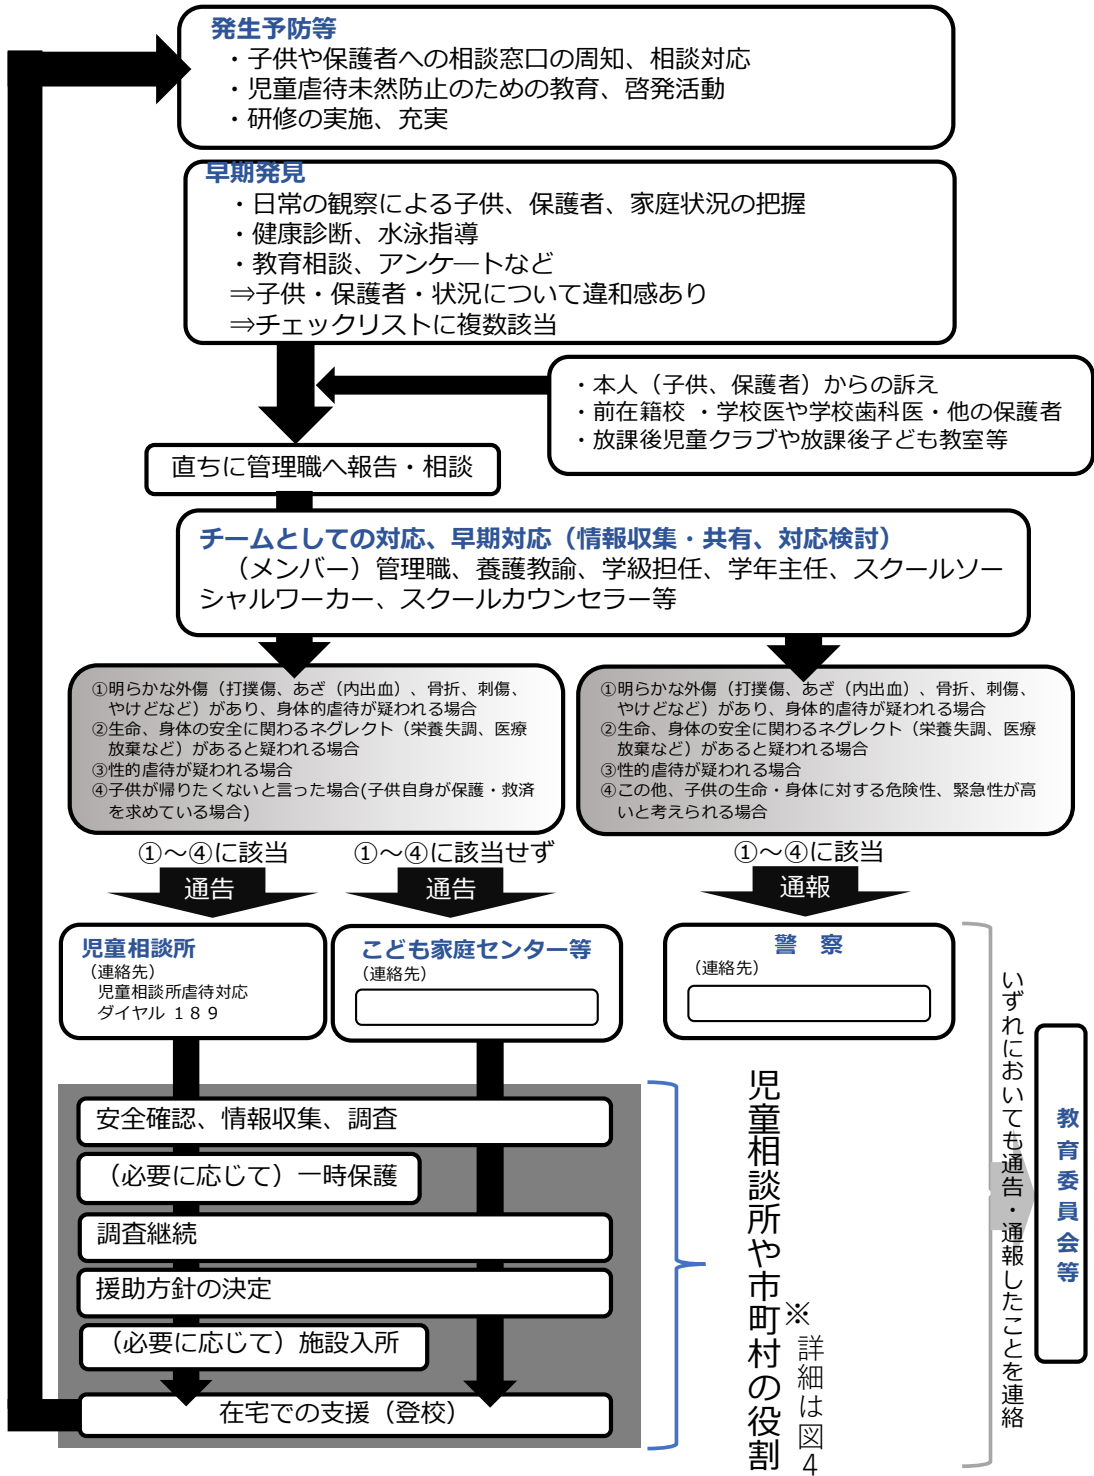 発生予防等
・子供や保護者への相談窓口の周知、相談対応
・児童虐待未然防止のための教育、啓発活動
・研修の実施、充実
早期発見
・日常の観察による子供、保護者、家庭状況の把握
・健康診断、水泳指導
・教育相談、アンケートなど
⇒子供・保護者・状況について違和感あり
⇒チェックリストに複数該当
・本人（子供、保護者）からの訴え
・前在籍校 ・学校医や学校歯科医・他の保護者
・放課後児童クラブや放課後子ども教室等
直ちに管理職へ報告・相談
チームとしての対応、早期対応（情報収集・共有、対応検討）
（メンバー）管理職、養護教諭、学級担任、学年主任、スクールソー
シャルワーカー、スクールカウンセラー等
①明らかな外傷（打撲傷、あざ（内出血）、骨折、刺傷、
やけどなど）があり、身体的虐待が疑われる場合
②生命、身体の安全に関わるネグレクト（栄養失調、医療
放棄など）があると疑われる場合
③性的虐待が疑われる場合
④子供が帰りたくないと言った場合(子供自身が保護・救済
を求めている場合)
①明らかな外傷（打撲傷、あざ（内出血）、骨折、刺傷、
やけどなど）があり、身体的虐待が疑われる場合
②生命、身体の安全に関わるネグレクト（栄養失調、医療
放棄など）があると疑われる場合
③性的虐待が疑われる場合
④この他、子供の生命・身体に対する危険性、緊急性が高
いと考えられる場合
①～④に該当
①～④に該当せず
①～④に該当
通告
通告
通報
児童相談所
（連絡先）
児童相談所虐待対応
ダイヤル １８９
こども家庭センター等
（連絡先）
警　察
（連絡先）
いずれにおいても通告・通報したことを連絡
教育委員会等
安全確認、情報収集、調査
（必要に応じて）一時保護
調査継続
援助方針の決定
（必要に応じて）施設入所
在宅での支援（登校）
児童相談所や市町村の役割
※詳細は図４